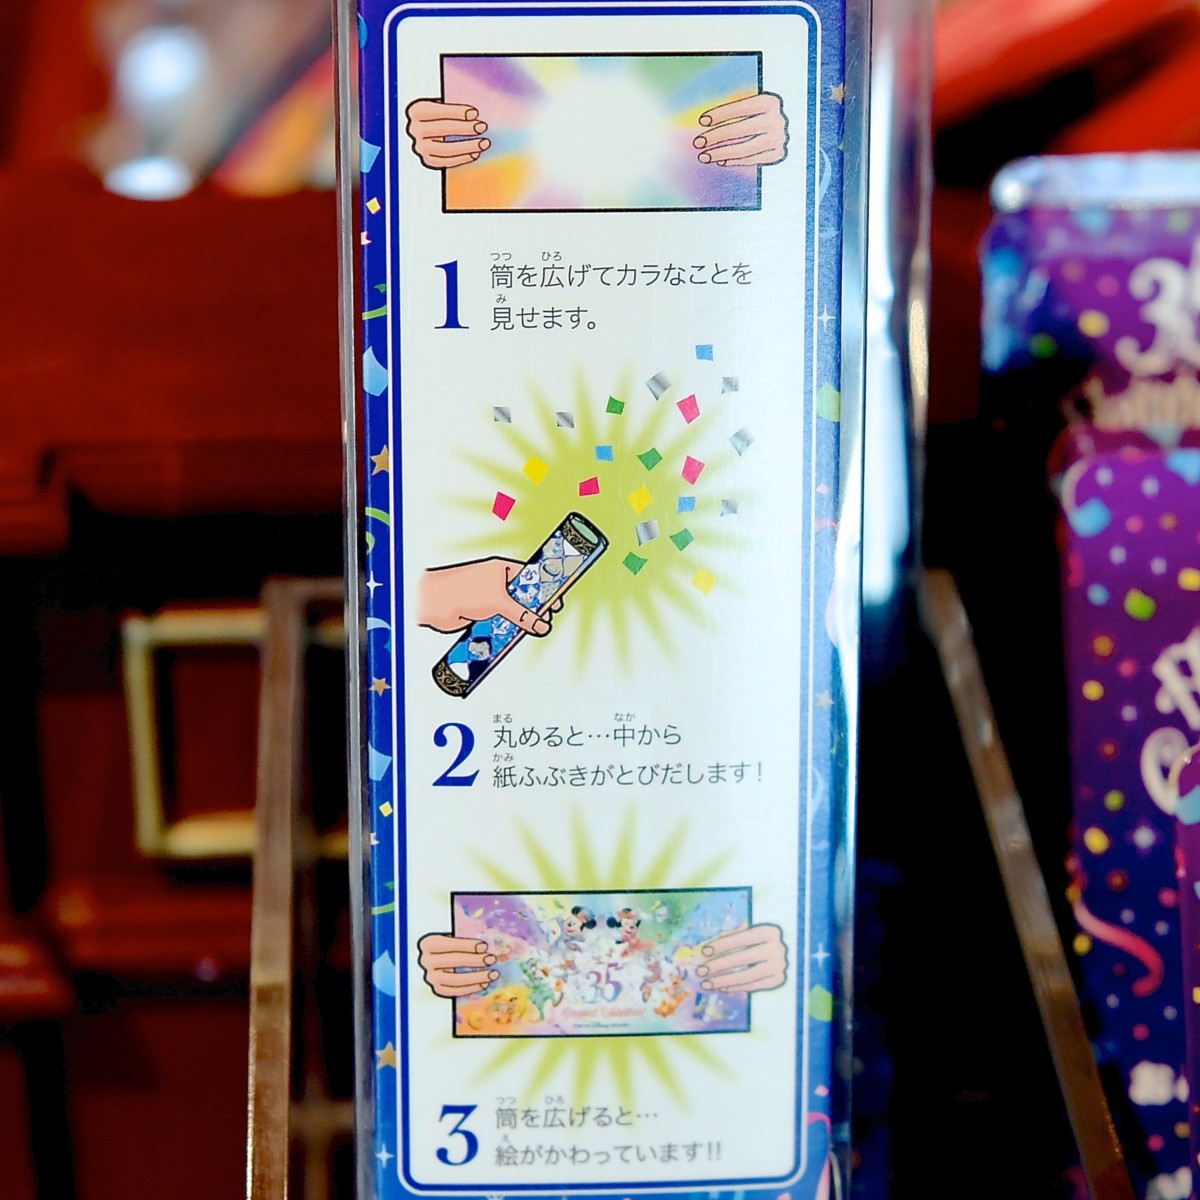 1 筒を広げてカラなことを
見せます。
2 丸めると…中から
紙ふぶきがとびだします!
35
3 筒を広げると…
絵がかわっています!!